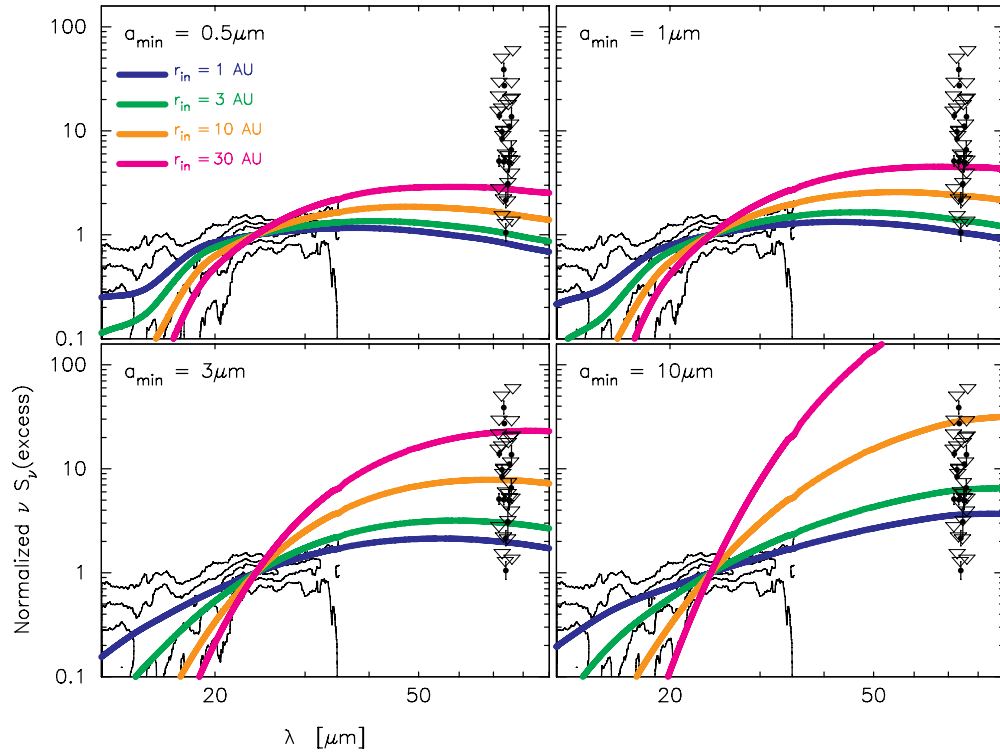 a_min = 0.5μm
r_in = 1 AU
r_in = 3 AU
r_in = 10 AU
r_in = 30 AU
a_min = 1μm
100
10
1
0.1
a_min = 3μm
a_min = 10μm
100
10
1
0.1
20
50
20
50
Normalized ν S_ν(excess)
λ [μm]